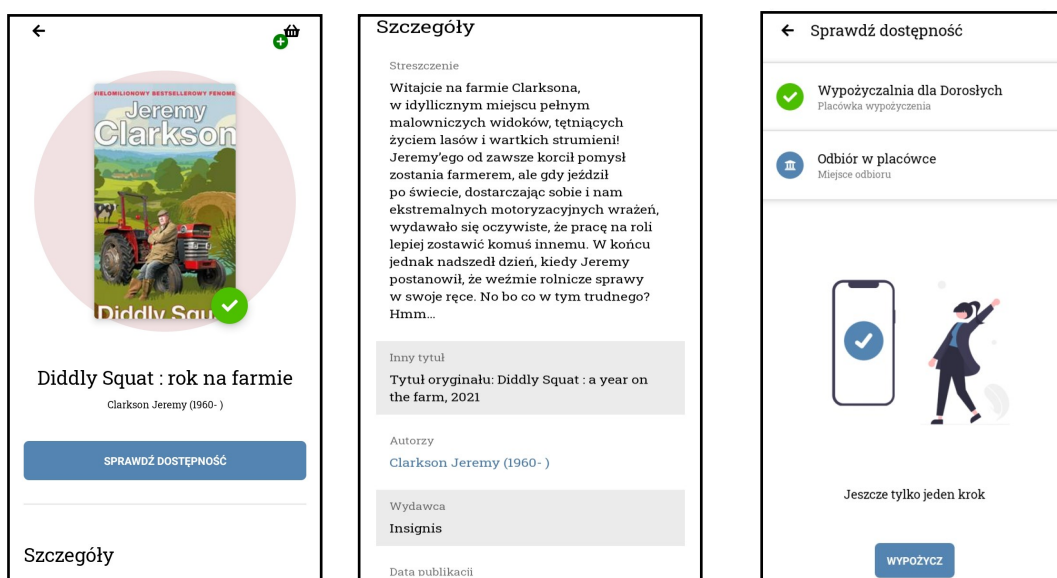 WIELOMILIONOWY BESTSELLEROWY FENOMEN
Jeremy
Clarkson
Diddly Squ
Diddly Squat : rok na farmie
Clarkson Jeremy (1960- )
SPRAWDŹ DOSTĘPNOŚĆ
Szczegóły
Szczegóły
Streszczenie
Witajcie na farmie Clarksona,
w idyllicznym miejscu pełnym
malowniczych widoków, tętniących
życiem lasów i wartkich strumieni!
Jeremy’ego od zawsze korcił pomysł
zostania farmerem, ale gdy jeździł
po świecie, dostarczając sobie i nam
ekstremalnych motoryzacyjnych wrażeń,
wydawało się oczywiste, że pracę na roli
lepiej zostawić komuś innemu. W końcu
jednak nadszedł dzień, kiedy Jeremy
postanowił, że weźmie rolnicze sprawy
w swoje ręce. No bo co w tym trudnego?
Hmm...
Inny tytuł
Tytuł oryginału: Diddly Squat : a year on
the farm, 2021
Autorzy
Clarkson Jeremy (1960- )
Wydawca
Insignis
Data publikacji
Sprawdź dostępność
Wypożyczalnia dla Dorosłych
Placówka wypożyczenia
Odbiór w placówce
Miejsce odbioru
Jeszcze tylko jeden krok
WYPOŻYCZ